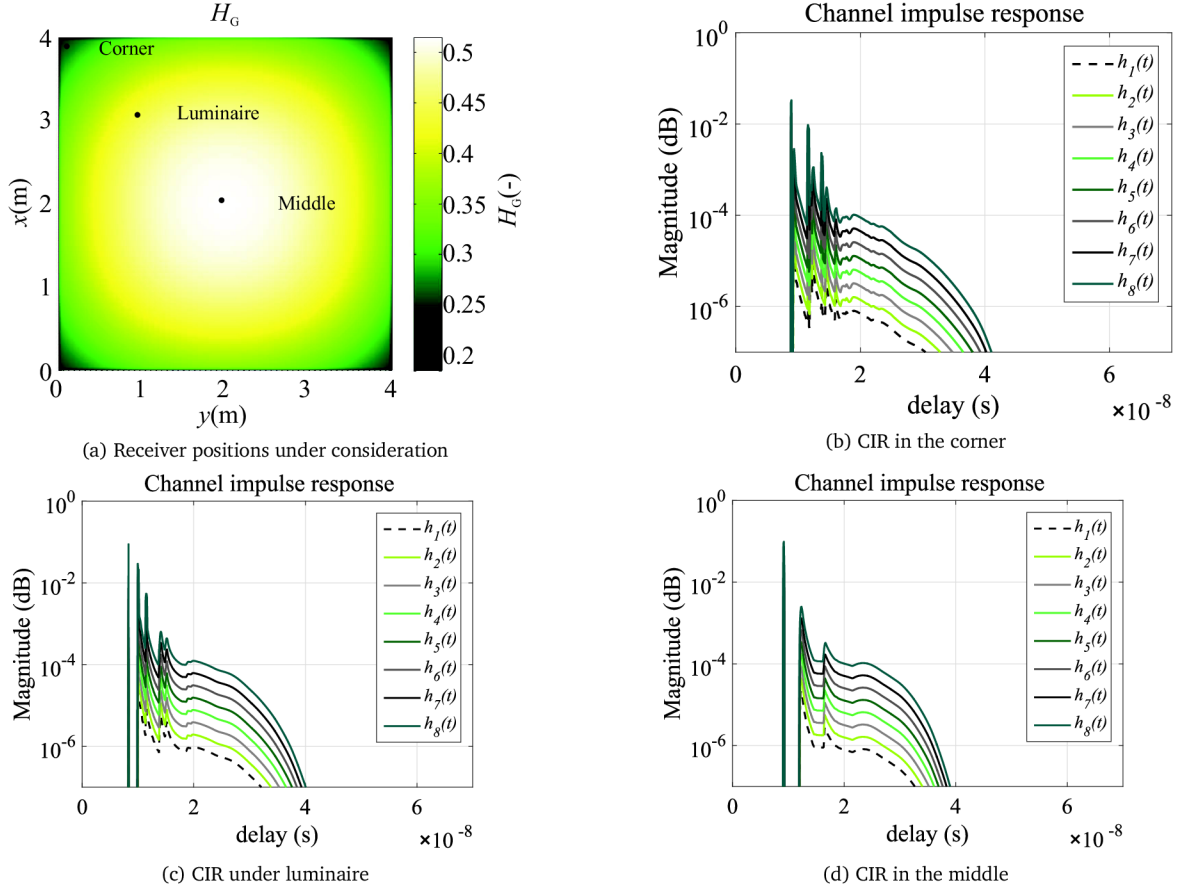 H_G
4
3
2
1
0
x(m)
Corner
Luminaire
Middle
0
1
2
3
4
y(m)
0.5
0.45
0.4
0.35
0.3
0.25
0.2
H_G(-)
(a) Receiver positions under consideration
Channel impulse response
10^0
10^-2
10^-4
10^-6
Magnitude (dB)
h_1(t)
h_2(t)
h_3(t)
h_4(t)
h_5(t)
h_6(t)
h_7(t)
h_8(t)
0
2
4
6
delay (s)
×10^-8
(b) CIR in the corner
Channel impulse response
10^0
10^-2
10^-4
10^-6
Magnitude (dB)
h_1(t)
h_2(t)
h_3(t)
h_4(t)
h_5(t)
h_6(t)
h_7(t)
h_8(t)
0
2
4
6
delay (s)
×10^-8
(c) CIR under luminaire
Channel impulse response
10^0
10^-2
10^-4
10^-6
Magnitude (dB)
h_1(t)
h_2(t)
h_3(t)
h_4(t)
h_5(t)
h_6(t)
h_7(t)
h_8(t)
0
2
4
6
delay (s)
×10^-8
(d) CIR in the middle